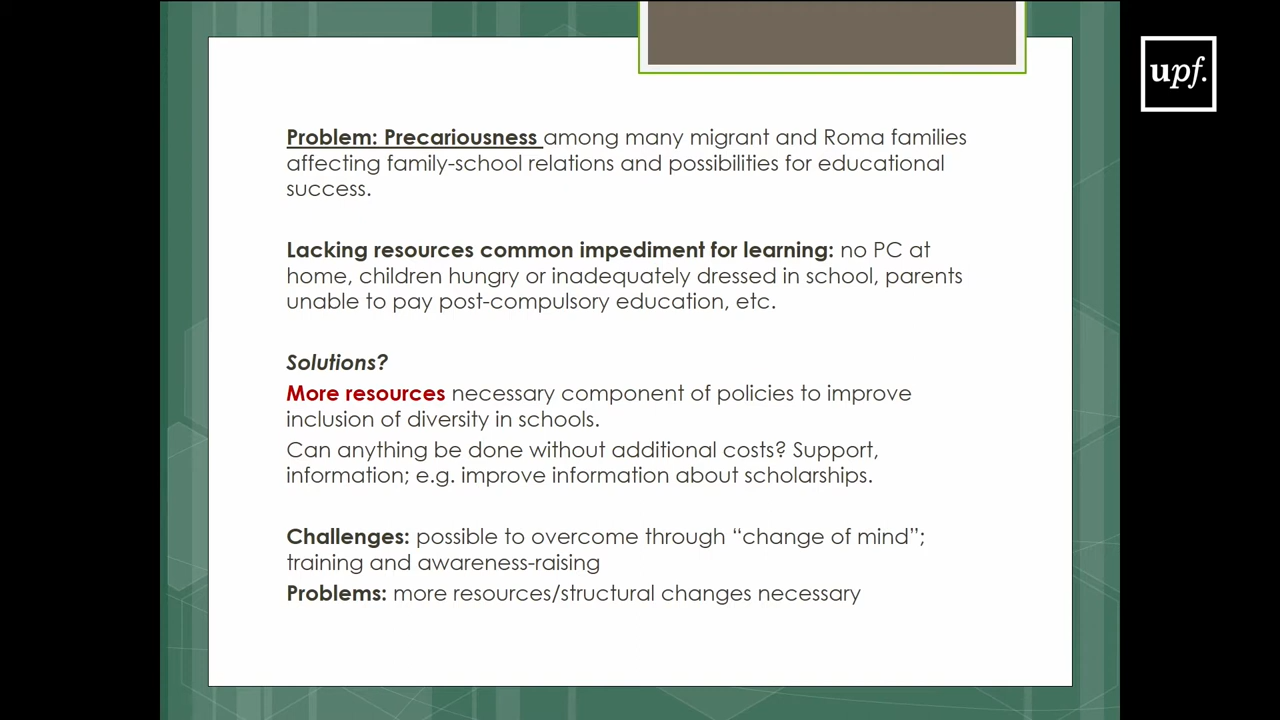 upf.
Problem: Precariousness among many migrant and Roma families
affecting family-school relations and possibilities for educational
success.
Lacking resources common impediment for learning: no PC at
home, children hungry or inadequately dressed in school, parents
unable to pay post-compulsory education, etc.
Solutions?
More resources necessary component of policies to improve
inclusion of diversity in schools.
Can anything be done without additional costs? Support,
information; e.g. improve information about scholarships.
Challenges: possible to overcome through “change of mind”;
training and awareness-raising
Problems: more resources/structural changes necessary